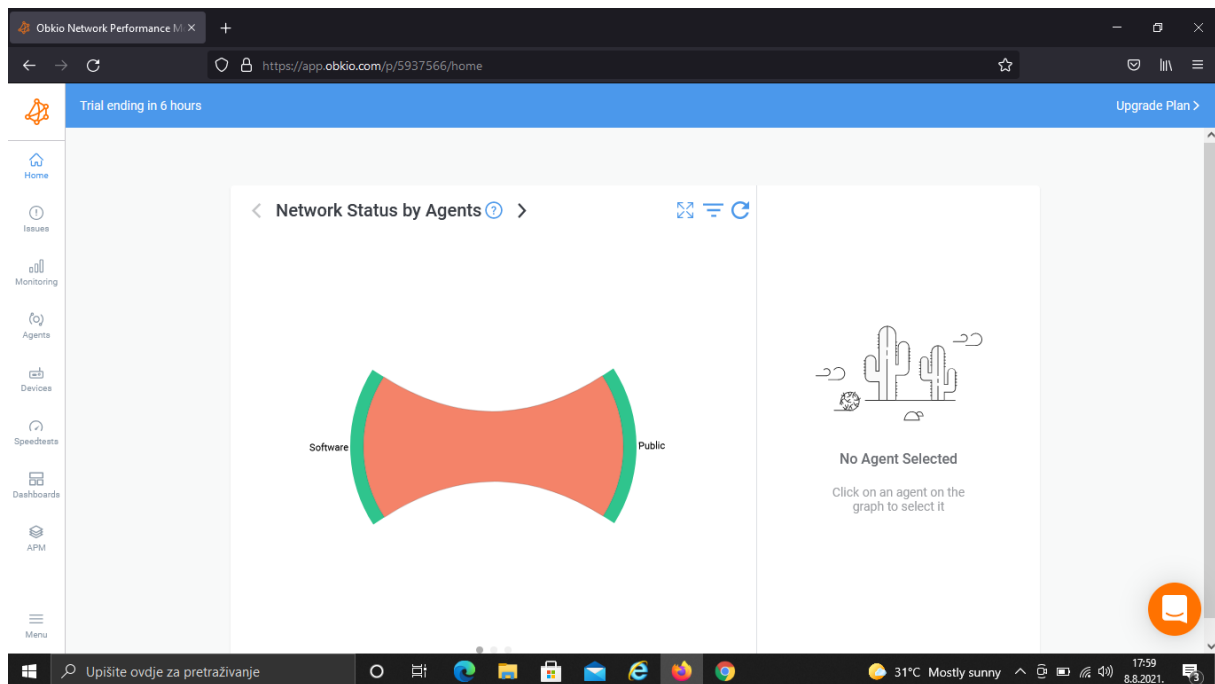 Obkio Network Performance M
https://app.obkio.com/p/5937566/home
Trial ending in 6 hours
Upgrade Plan >
Home
Issues
Monitoring
Agents
Devices
Speedtests
Dashboards
APM
Menu
Network Status by Agents ?
Software
Public
No Agent Selected
Click on an agent on the
graph to select it
Upišite ovdje za pretraživanje
31°C Mostly sunny
17:59
8.8.2021.
3